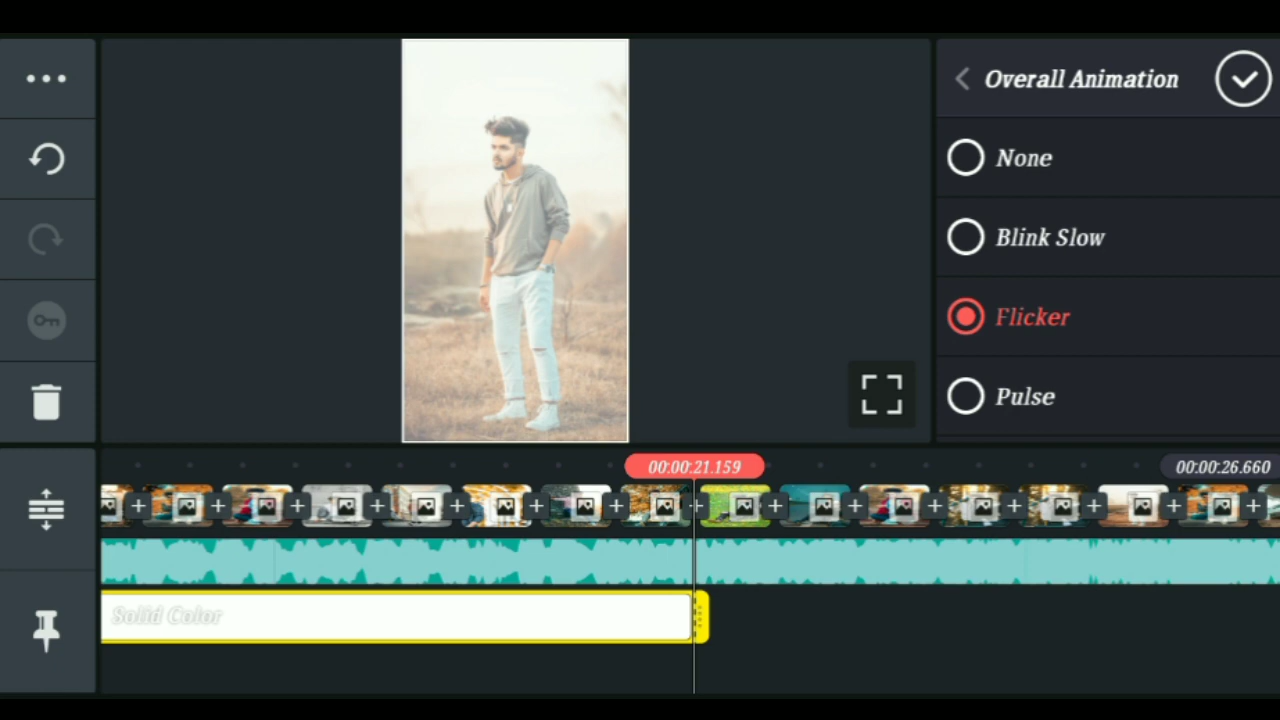 Overall Animation
None
Blink Slow
Flicker
Pulse
00:00:21.159
00:00:26.660
Solid Color